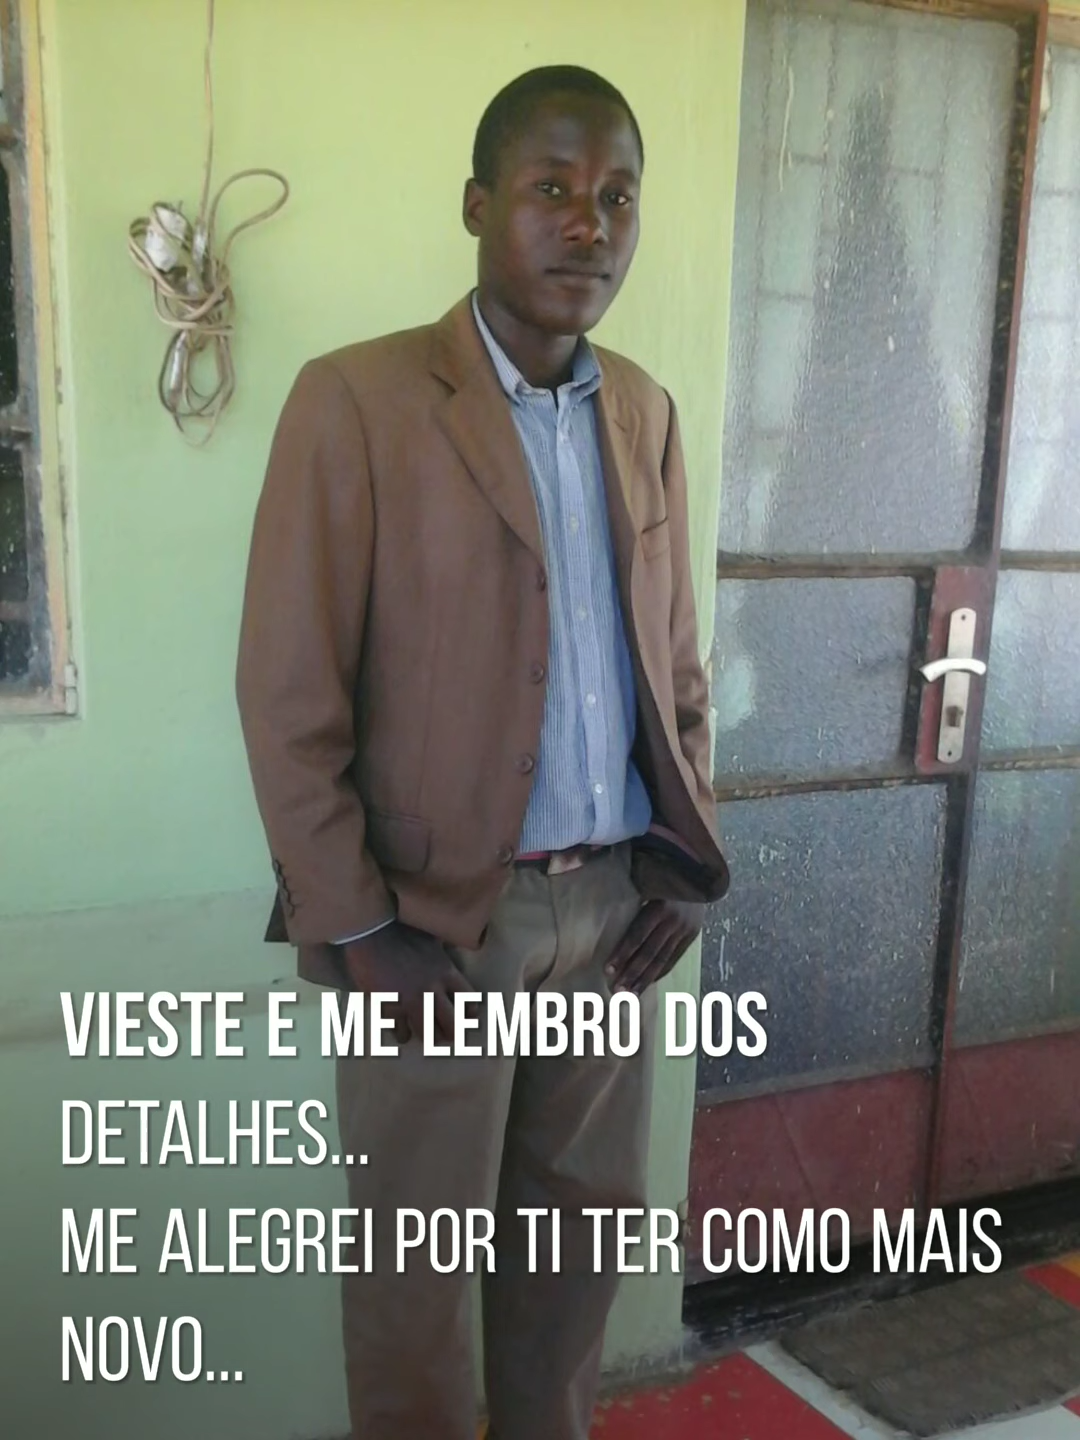 VIESTE E ME LEMBRO DOS
DETALHES...
ME ALEGREI POR TI TER COMO MAIS
NOVO...